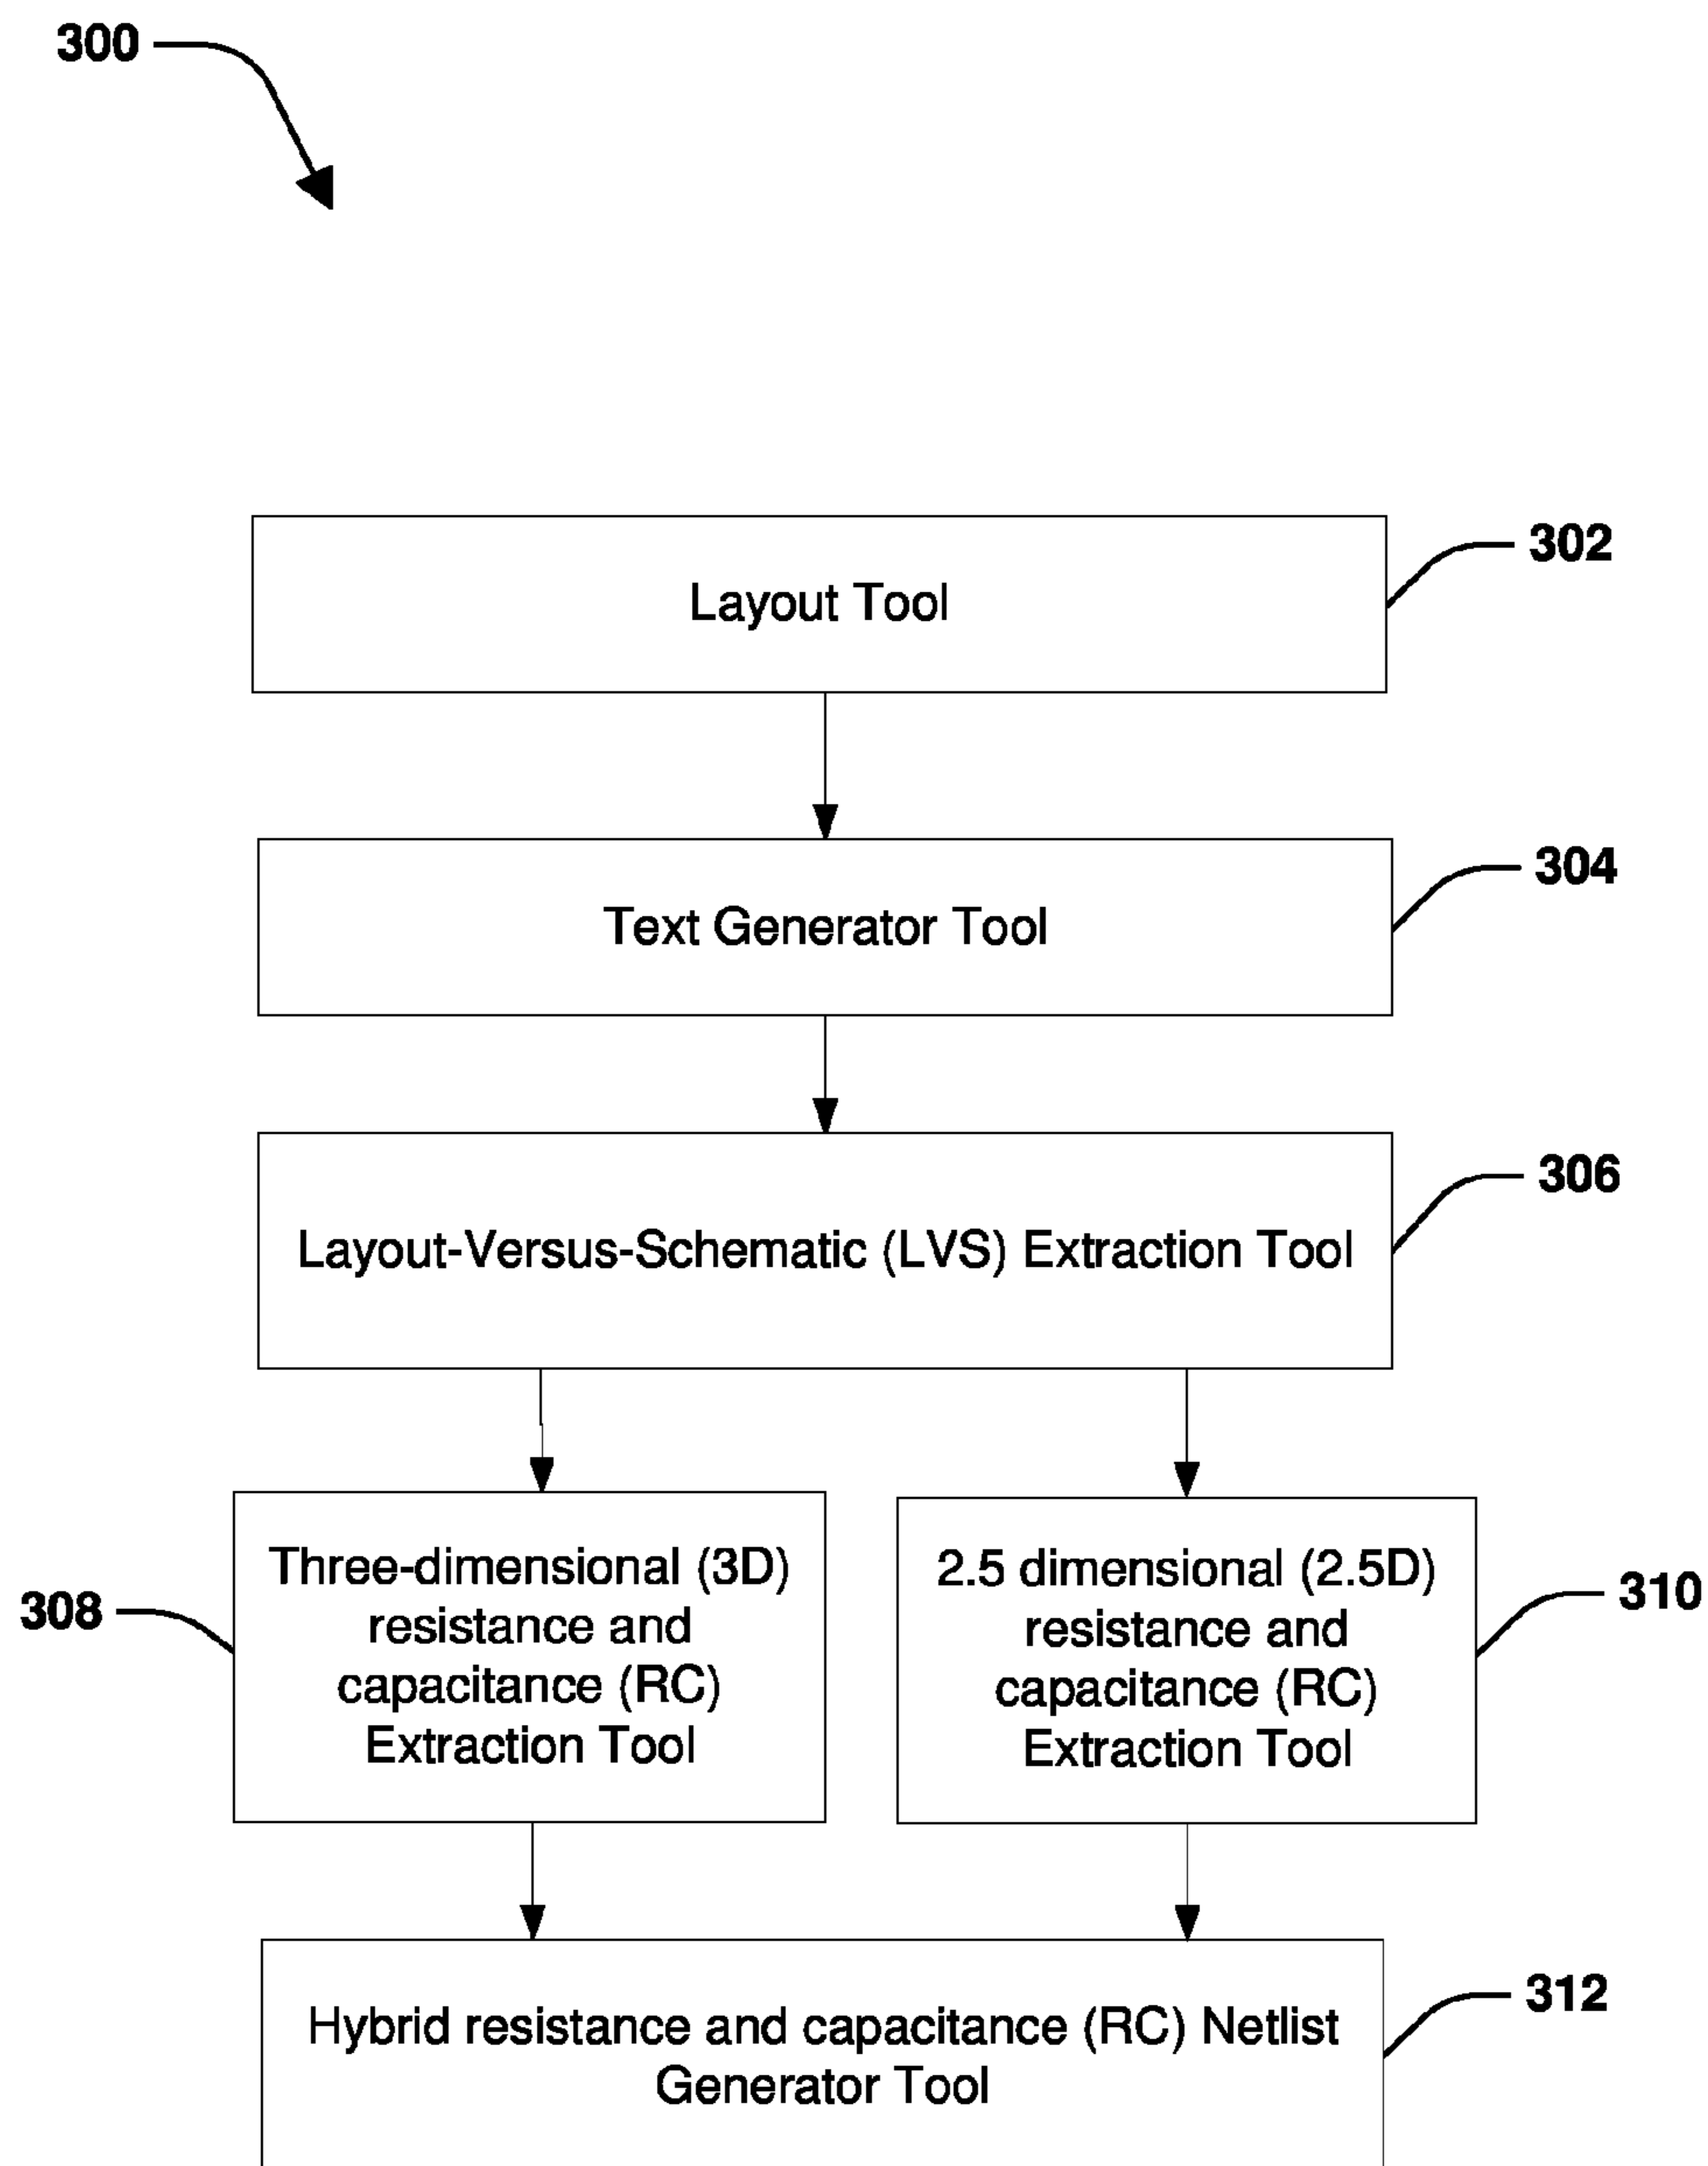 300
302
Layout Tool
304
Text Generator Tool
306
Layout-Versus-Schematic (LVS) Extraction Tool
308
Three-dimensional (3D)
resistance and
capacitance (RC)
Extraction Tool
310
2.5 dimensional (2.5D)
resistance and
capacitance (RC)
Extraction Tool
312
Hybrid resistance and capacitance (RC) Netlist
Generator Tool